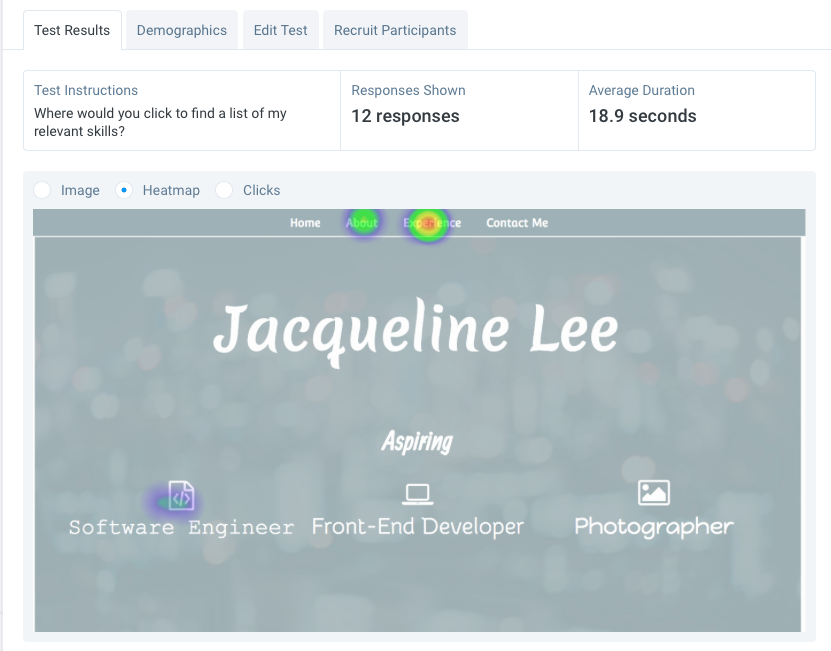 Test Results
Demographics
Edit Test
Recruit Participants
Test Instructions
Where would you click to find a list of my
relevant skills?
Responses Shown
12 responses
Average Duration
18.9 seconds
Image
Heatmap
Clicks
Home
About
Experience
Contact Me
Jacqueline Lee
Aspiring
Software Engineer
Front-End Developer
Photographer